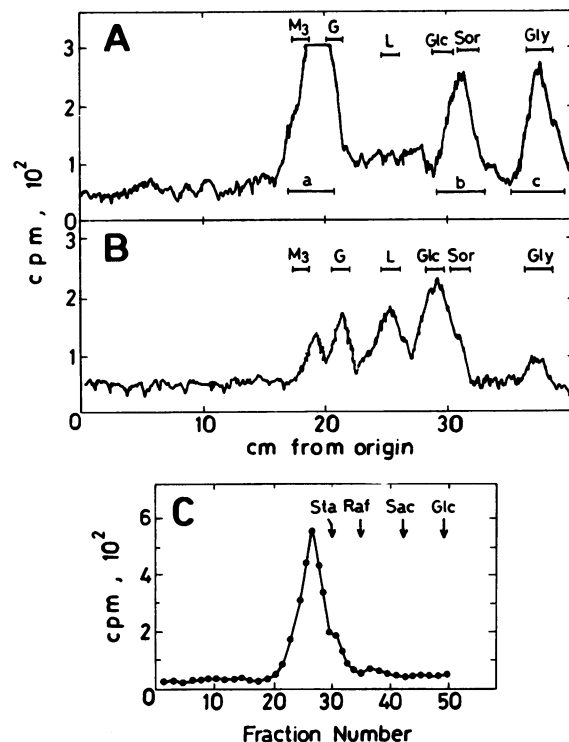 A
M3 G L Glc Sor Gly
3
2
1
0
a b c
cpm, 10²
B
M3 G L Glc Sor Gly
3
2
1
0 10 20 30
cm from origin
C
Sta Raf Sac Glc
6
4
2
0
cpm, 10²
10 20 30 40 50
Fraction Number